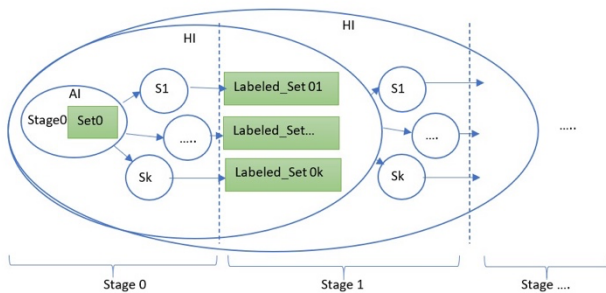 HI
HI
AI
Stage0
Set0
S1
…..
Sk
Labeled_Set 01
Labeled_Set...
Labeled_Set 0k
S1
....
Sk
…..
Stage 0
Stage 1
Stage ....